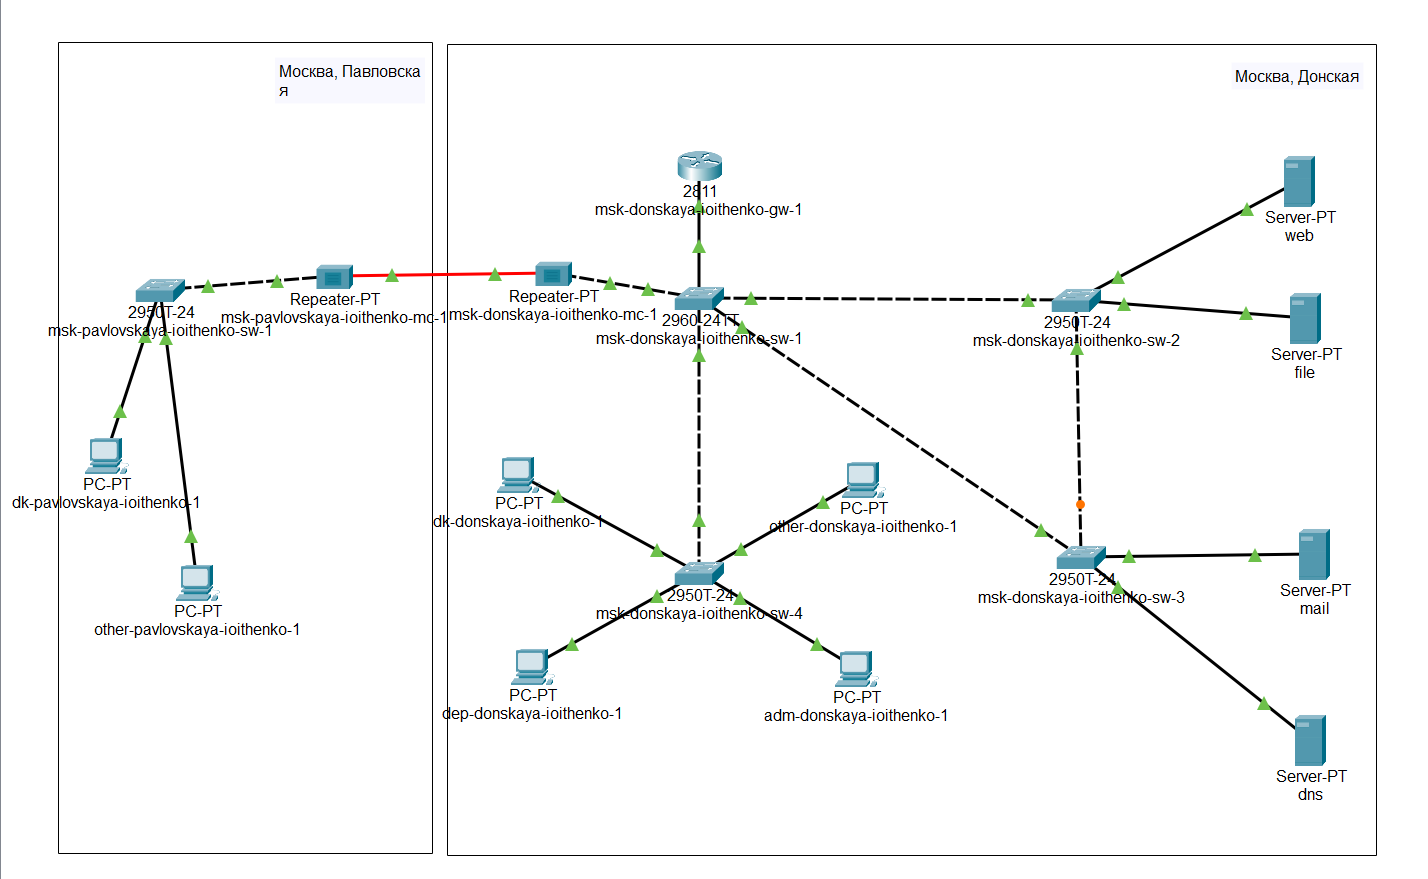 Москва, Павловска
я
Москва, Донская
2811
msk-donskaya-ioithenko-gw-1
Server-PT
web
Repeater-PT
msk-pavlovskaya-ioithenko-mc-1
Repeater-PT
msk-donskaya-ioithenko-mc-1
2950T-24
msk-pavlovskaya-ioithenko-sw-1
2960-24TT
msk-donskaya-ioithenko-sw-1
2950T-24
msk-donskaya-ioithenko-sw-2
Server-PT
file
PC-PT
dk-pavlovskaya-ioithenko-1
PC-PT
dk-donskaya-ioithenko-1
PC-PT
other-donskaya-ioithenko-1
PC-PT
other-pavlovskaya-ioithenko-1
2950T-24
msk-donskaya-ioithenko-sw-4
2950T-24
msk-donskaya-ioithenko-sw-3
Server-PT
mail
PC-PT
dep-donskaya-ioithenko-1
PC-PT
adm-donskaya-ioithenko-1
Server-PT
dns